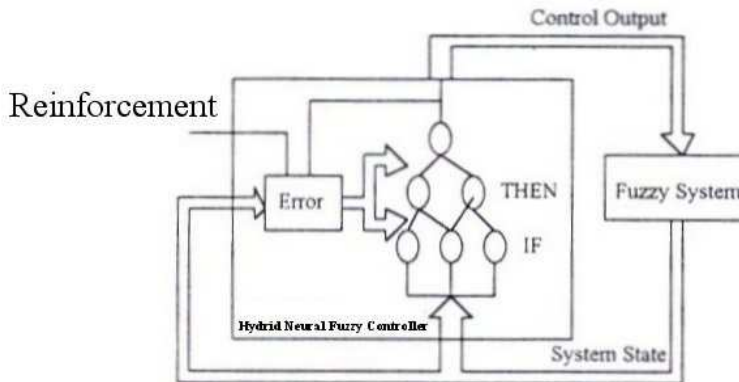 Control Output
Reinforcement
Error
THEN
Fuzzy System
IF
Hydrid Neural Fuzzy Controller
System State